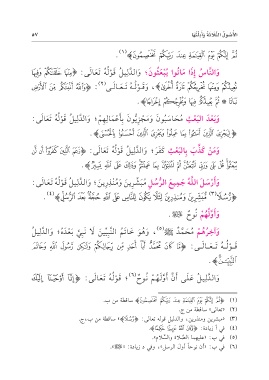 الأصول الثلاثة وأدلتها ٥٧
ثُمَّ إِنَّكُمْ يَوْمَ الْقِيَامَةِ عِندَ رَبِّكُمْ تَخْتَصِمُونَ﴾(١).
وَالنَّاسُ إِذَا مَاتُوا يُبْعَثُونَ؛ وَالدَّلِيلُ قَوْلُهُ تَعَالَى: ﴿مِنْهَا خَلَقْنَاكُمْ وَفِيهَا
نُعِيدُكُمْ وَمِنْهَا نُخْرِجُكُمْ تَارَةً أُخْرَىٰ﴾، وَقَوْلُهُ تَعَالَى(٢): ﴿وَاللَّهُ أَنبَتَكُم مِّنَ الْأَرْضِ
نَبَاتًا * ثُمَّ يُعِيدُكُمْ فِيهَا وَيُخْرِجُكُمْ إِخْرَاجًا﴾.
وَبَعْدَ الْبَعْثِ مُحَاسَبُونَ وَمَجْزِيُّونَ بِأَعْمَالِهِمْ؛ وَالدَّلِيلُ قَوْلُهُ تَعَالَى:
﴿لِيَجْزِيَ الَّذِينَ أَسَاءُوا بِمَا عَمِلُوا وَيَجْزِيَ الَّذِينَ أَحْسَنُوا بِالْحُسْنَى﴾.
وَمَنْ كَذَّبَ بِالْبَعْثِ كَفَرَ؛ وَالدَّلِيلُ قَوْلُهُ تَعَالَى: ﴿زَعَمَ الَّذِينَ كَفَرُوا أَن لَّن
يُبْعَثُوا قُلْ بَلَىٰ وَرَبِّي لَتُبْعَثُنَّ ثُمَّ لَتُنَبَّؤُنَّ بِمَا عَمِلْتُمْ وَذَٰلِكَ عَلَى اللَّهِ يَسِيرٌ﴾.
وَأَرْسَلَ اللَّهُ جَمِيعَ الرُّسُلِ مُبَشِّرِينَ وَمُنْذِرِينَ؛ وَالدَّلِيلُ قَوْلُهُ تَعَالَى:
﴿رُّسُلًا(٣) مُّبَشِّرِينَ وَمُنذِرِينَ لِئَلَّا يَكُونَ لِلنَّاسِ عَلَى اللَّهِ حُجَّةٌ بَعْدَ الرُّسُلِ﴾(٤).
وَأَوَّلُهُمْ نُوحٌ ﷺ.
وَآخِرُهُمْ مُحَمَّدٌ ﷺ(٥)، وَهُوَ خَاتَمُ النَّبِيِّينَ لَا نَبِيَّ بَعْدَهُ؛ وَالدَّلِيلُ
قَوْلُهُ تَعَالَى: ﴿مَّا كَانَ مُحَمَّدٌ أَبَا أَحَدٍ مِّن رِّجَالِكُمْ وَلَٰكِن رَّسُولَ اللَّهِ وَخَاتَمَ
النَّبِيِّينَ﴾.
وَالدَّلِيلُ عَلَى أَنَّ أَوَّلَهُمْ نُوحٌ(٦)؛ قَوْلُهُ تَعَالَى: ﴿إِنَّا أَوْحَيْنَا إِلَيْكَ
(١) ﴿ثُمَّ إِنَّكُمْ يَوْمَ الْقِيَامَةِ عِندَ رَبِّكُمْ تَخْتَصِمُونَ﴾ ساقطة من ب.
(٢) «تعالى» ساقطة من ج.
(٣) «مبشرين ومنذرين، والدليل قوله تعالى: ﴿رُّسُلًا﴾» ساقطة من ب،ج.
(٤) في أ زيادة: ﴿وَكَانَ اللَّهُ عَزِيزًا حَكِيمًا﴾.
(٥) في ب: «عليهما الصلاة والسلام».
(٦) في ب: «أن نوحاً أول الرسل»، وفي د زيادة: «ﷺ».